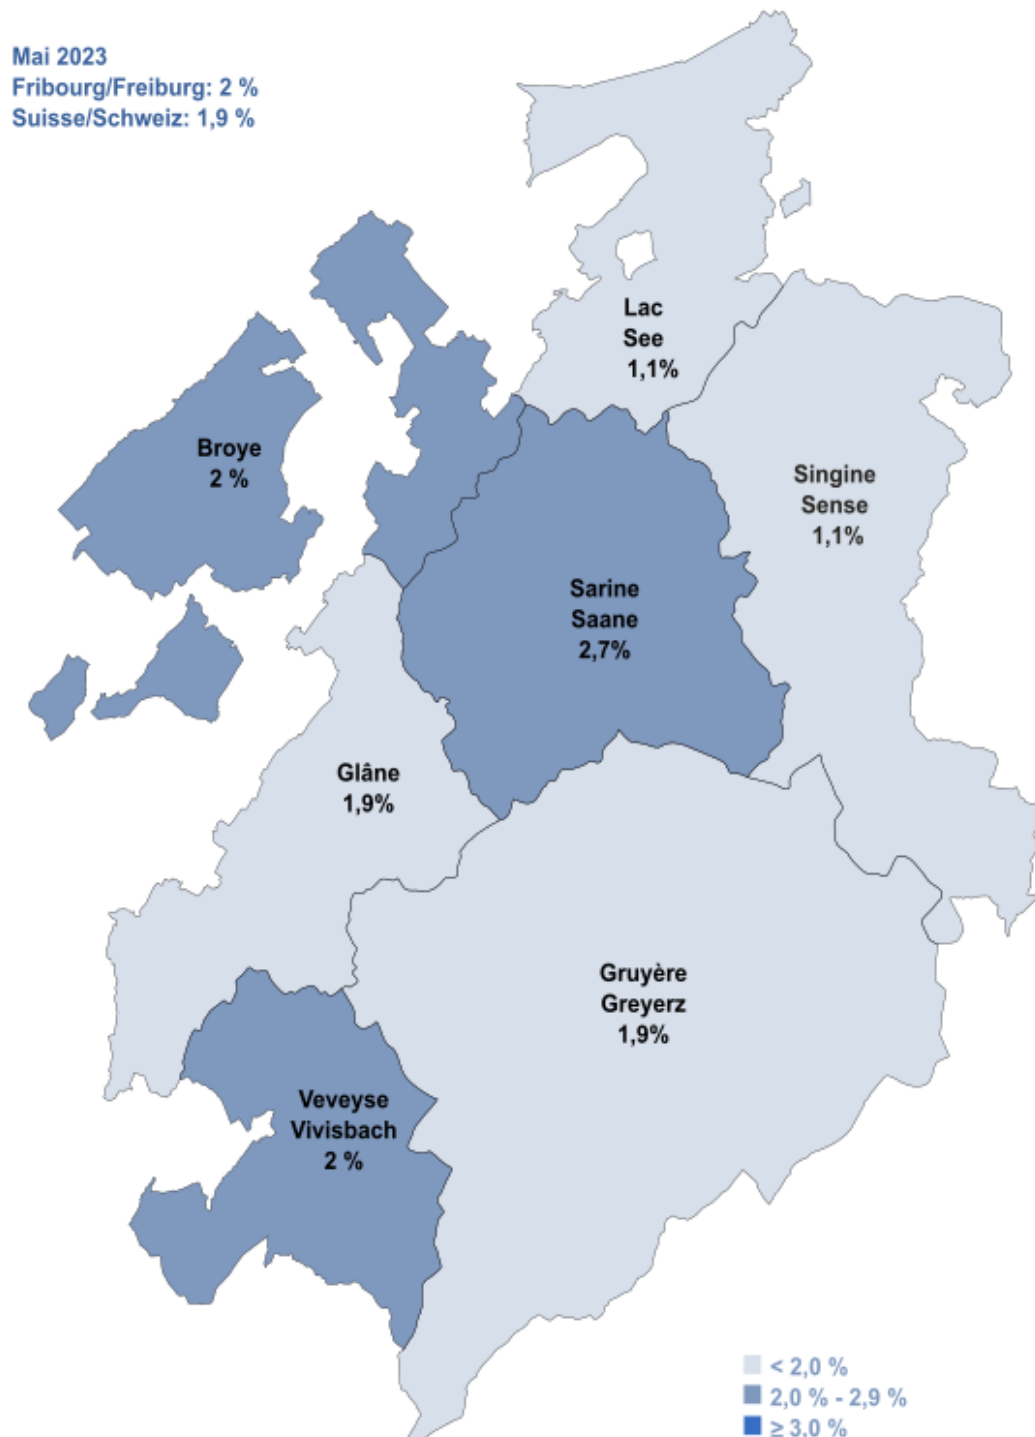 Mai 2023
Fribourg/Freiburg: 2 %
Suisse/Schweiz: 1,9 %
Lac
See
1,1%
Broye
2 %
Singine
Sense
1,1%
Sarine
Saane
2,7%
Glâne
1,9%
Gruyère
Greyerz
1,9%
Veveyse
Vivisbach
2 %
< 2,0 %
2,0 % - 2,9 %
≥ 3,0 %